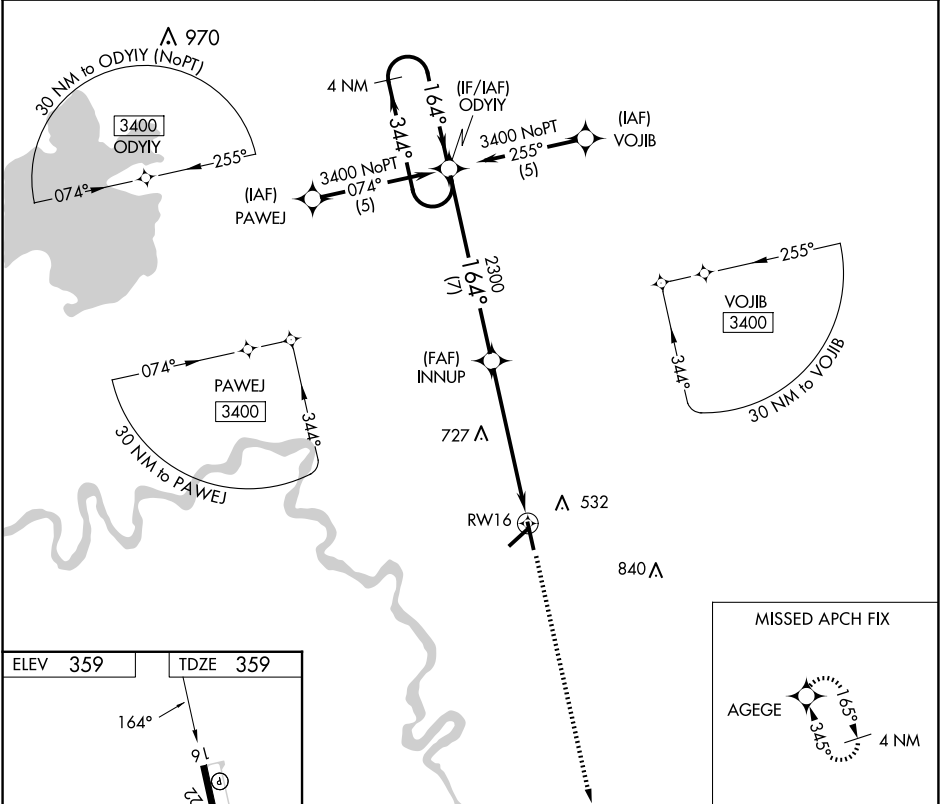 970
30 NM to ODYIY (NoPT)
3400
ODYIY
074°
255°
4 NM
344°
164°
(IF/IAF)
ODYIY
3400 NoPT
255°
(5)
(IAF)
VOJIB
3400 NoPT
074°
(5)
(IAF)
PAWEJ
2300
164°
(7)
255°
VOJIB
3400
344°
30 NM to VOJIB
074°
PAWEJ
3400
344°
30 NM to PAWEJ
(FAF)
INNUP
727
RW16
532
840
MISSED APCH FIX
AGEGE
165°
345°
4 NM
ELEV 359
TDZE 359
164°
16
P